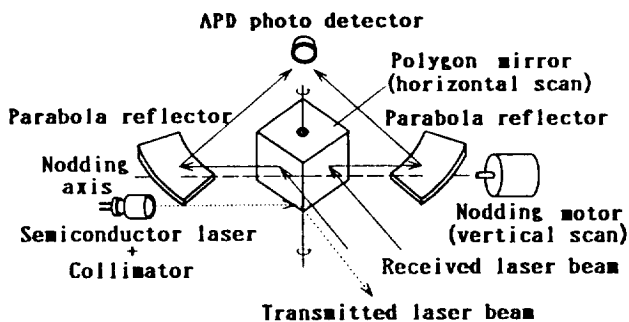 APD photo detector
Polygon mirror
(horizontal scan)
Parabola reflector
Parabola reflector
Nodding
axis
Nodding motor
(vertical scan)
Semiconductor laser
+
Collimator
Received laser beam
Transmitted laser beam